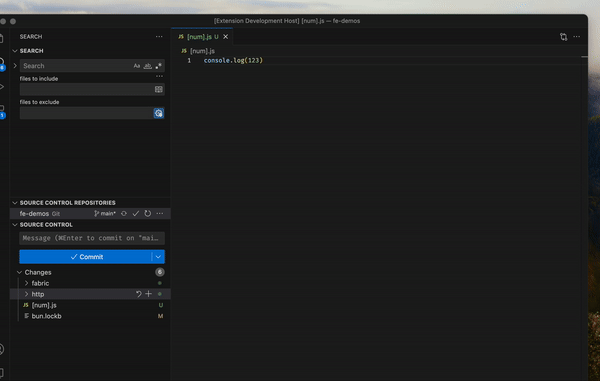 [Extension Development Host] [num].js — fe-demos
SEARCH
SEARCH
Search
Aa ab
files to include
files to exclude
SOURCE CONTROL REPOSITORIES
fe-demos Git main*
SOURCE CONTROL
Message (⌘Enter to commit on "mai...
Commit
Changes 6
fabric
http
JS [num].js U
bun.lockb M
JS [num].js U
JS [num].js
1 console.log(123)